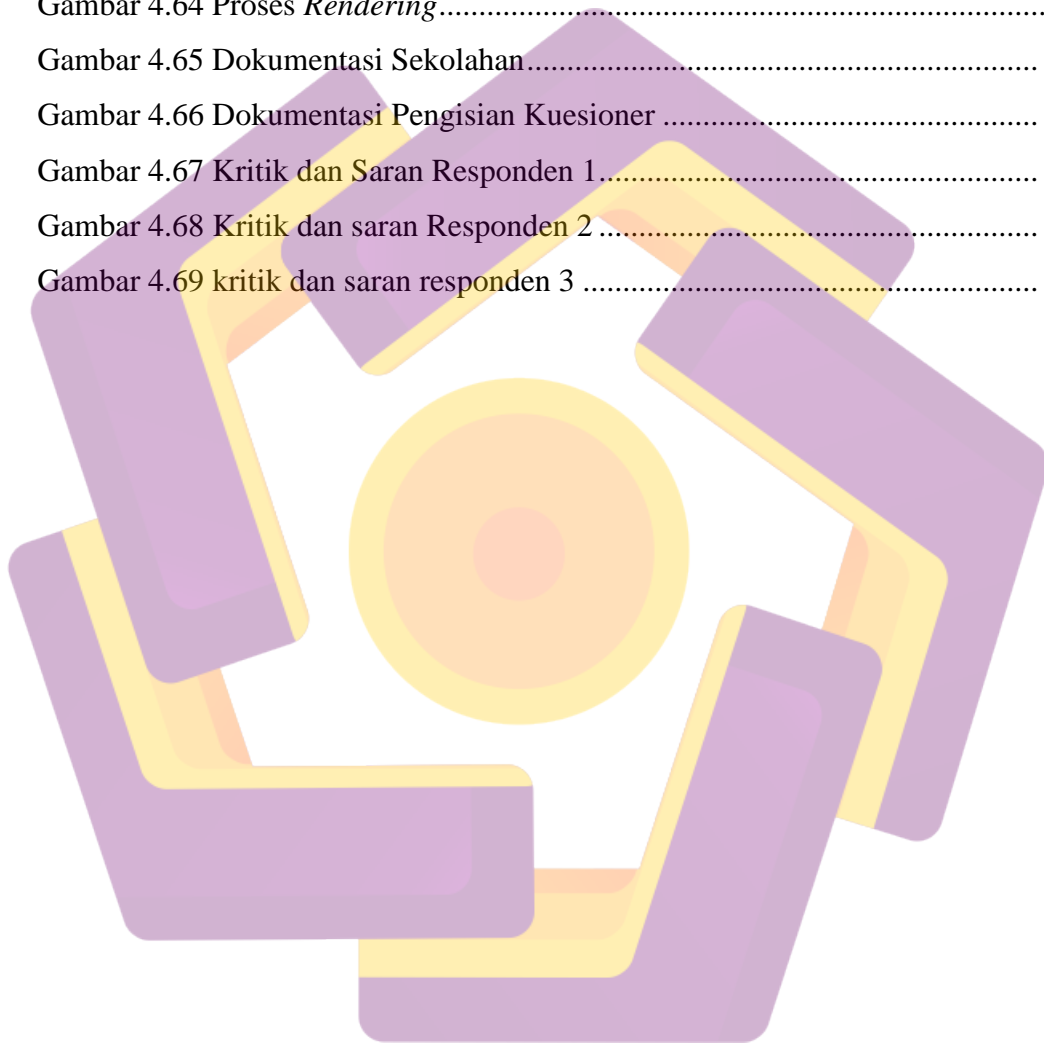 Gambar 4.64 Proses Rendering..........................................................................
Gambar 4.65 Dokumentasi Sekolahan...............................................................
Gambar 4.66 Dokumentasi Pengisian Kuesioner ..............................................
Gambar 4.67 Kritik dan Saran Responden 1......................................................
Gambar 4.68 Kritik dan saran Responden 2 ......................................................
Gambar 4.69 kritik dan saran responden 3 ........................................................